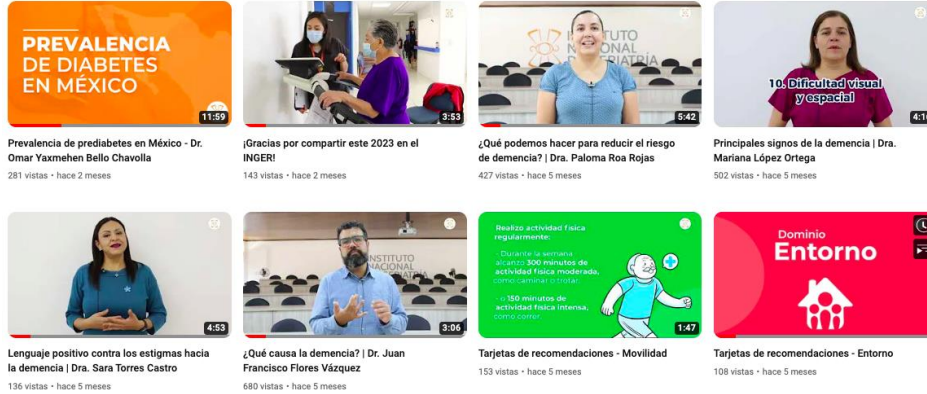 PREVALENCIA
DE DIABETES
EN MÉXICO
11:59
3:53
INSTITUTO
NACIONAL
5:42
10. Dificultad visual
y espacial
Prevalencia de prediabetes en México - Dr.
Omar Yaxmehen Bello Chavolla
281 vistas • hace 2 meses
¡Gracias por compartir este 2023 en el
INGER!
143 vistas • hace 2 meses
¿Qué podemos hacer para reducir el riesgo
de demencia? | Dra. Paloma Roa Rojas
427 vistas • hace 5 meses
Principales signos de la demencia | Dra.
Mariana López Ortega
502 vistas • hace 5 meses
4:53
INSTITUTO
NACIONAL
3:06
Realizo actividad física
regularmente:
- Durante la semana
alcanzo 300 minutos de
actividad física moderada,
como caminar o trotar.
- o 150 minutos de
actividad física intensa,
como correr.
1:47
Dominio
Entorno
Lenguaje positivo contra los estigmas hacia
la demencia | Dra. Sara Torres Castro
136 vistas • hace 5 meses
¿Qué causa la demencia? | Dr. Juan
Francisco Flores Vázquez
680 vistas • hace 5 meses
Tarjetas de recomendaciones - Movilidad
153 vistas • hace 5 meses
Tarjetas de recomendaciones - Entorno
108 vistas • hace 5 meses